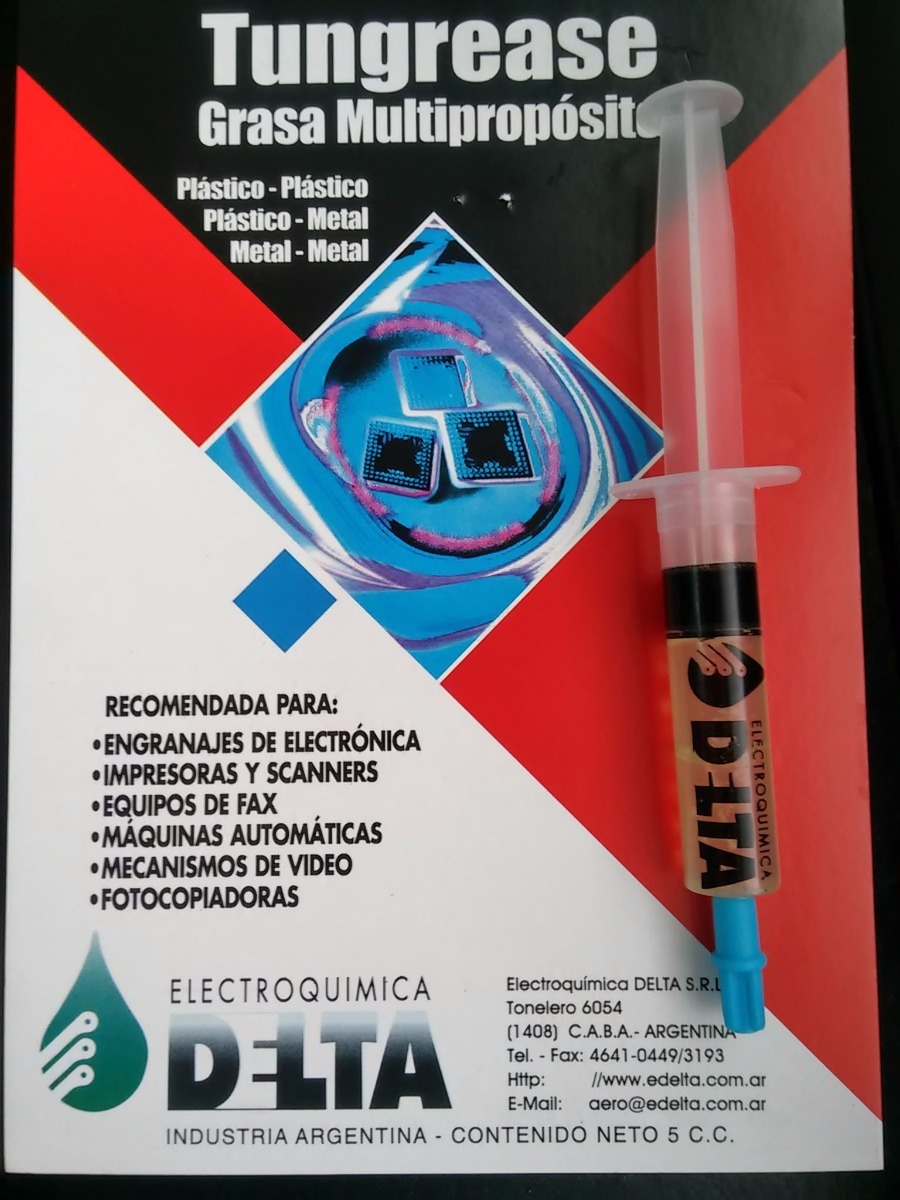 Tungrease
Grasa Multipropósit
Plástico - Plástico
Plástico - Metal
Metal - Metal
RECOMENDADA PARA:
•ENGRANAJES DE ELECTRÓNICA
•IMPRESORAS Y SCANNERS
•EQUIPOS DE FAX
•MÁQUINAS AUTOMÁTICAS
•MECANISMOS DE VIDEO
•FOTOCOPIADORAS
ELECTROQUIMICA
DELTA
ELECTROQUIMICA
DELTA
Electroquímica DELTA S.R.L
Tonelero 6054
(1408) C.A.B.A.- ARGENTINA
Tel. - Fax: 4641-0449/3193
Http: //www.edelta.com.ar
E-Mail: aero@edelta.com.ar
INDUSTRIA ARGENTINA - CONTENIDO NETO 5 C.C.